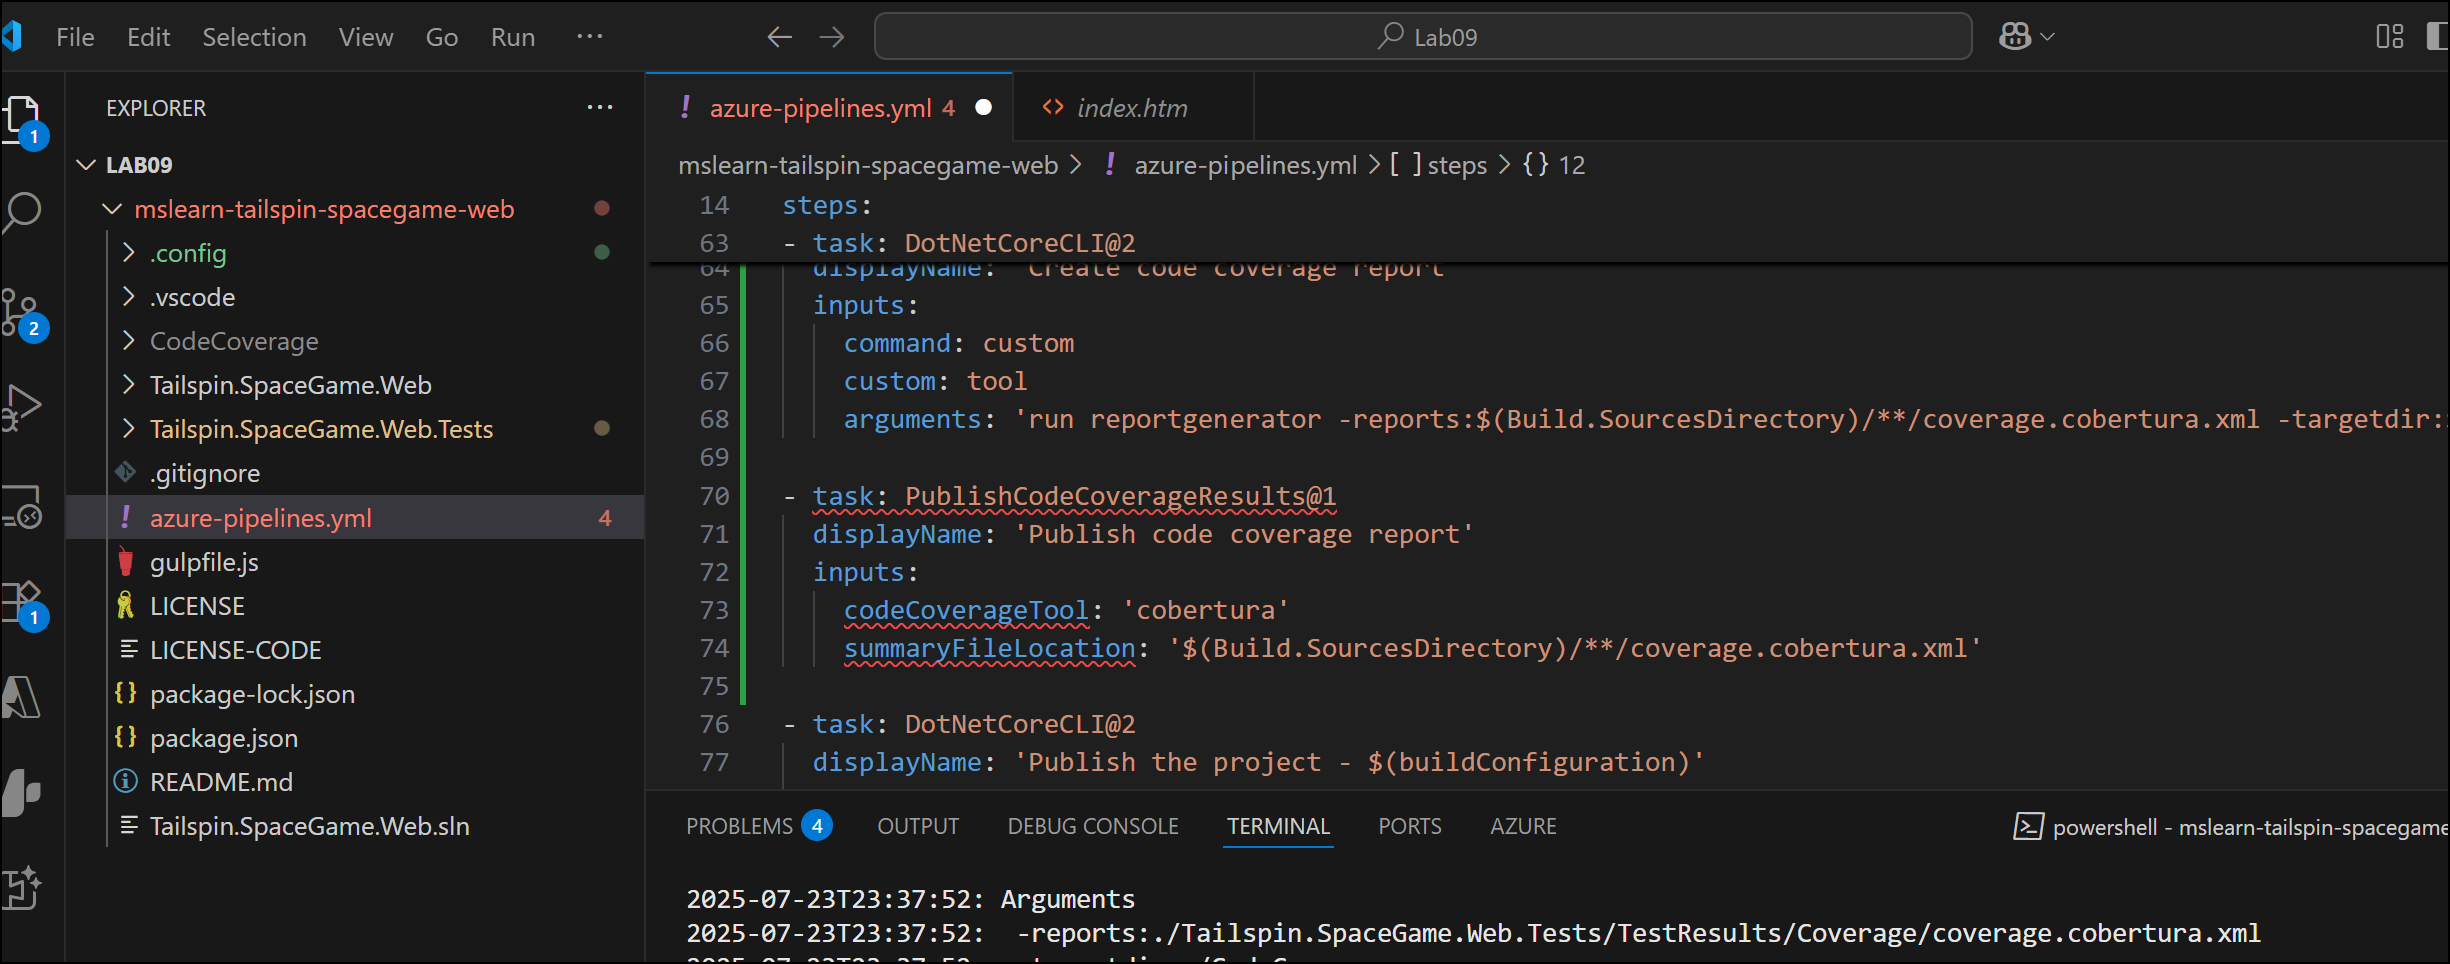 File Edit Selection View Go Run ···
Lab09
EXPLORER ···
LAB09
mslearn-tailspin-spacegame-web
.config
.vscode
CodeCoverage
Tailspin.SpaceGame.Web
Tailspin.SpaceGame.Web.Tests
.gitignore
! azure-pipelines.yml 4
gulpfile.js
LICENSE
LICENSE-CODE
{} package-lock.json
{} package.json
README.md
Tailspin.SpaceGame.Web.sln
1
2
1
! azure-pipelines.yml 4
<> index.htm
mslearn-tailspin-spacegame-web > ! azure-pipelines.yml > [ ] steps > {} 12
14 steps:
63 - task: DotNetCoreCLI@2
64 displayName: 'Create code coverage report'
65 inputs:
66 command: custom
67 custom: tool
68 arguments: 'run reportgenerator -reports:$(Build.SourcesDirectory)/**/coverage.cobertura.xml -targetdir:
69
70 - task: PublishCodeCoverageResults@1
71 displayName: 'Publish code coverage report'
72 inputs:
73 codeCoverageTool: 'cobertura'
74 summaryFileLocation: '$(Build.SourcesDirectory)/**/coverage.cobertura.xml'
75
76 - task: DotNetCoreCLI@2
77 displayName: 'Publish the project - $(buildConfiguration)'
PROBLEMS 4 OUTPUT DEBUG CONSOLE TERMINAL PORTS AZURE
powershell - mslearn-tailspin-spacegame
2025-07-23T23:37:52: Arguments
2025-07-23T23:37:52: -reports:./Tailspin.SpaceGame.Web.Tests/TestResults/Coverage/coverage.cobertura.xml